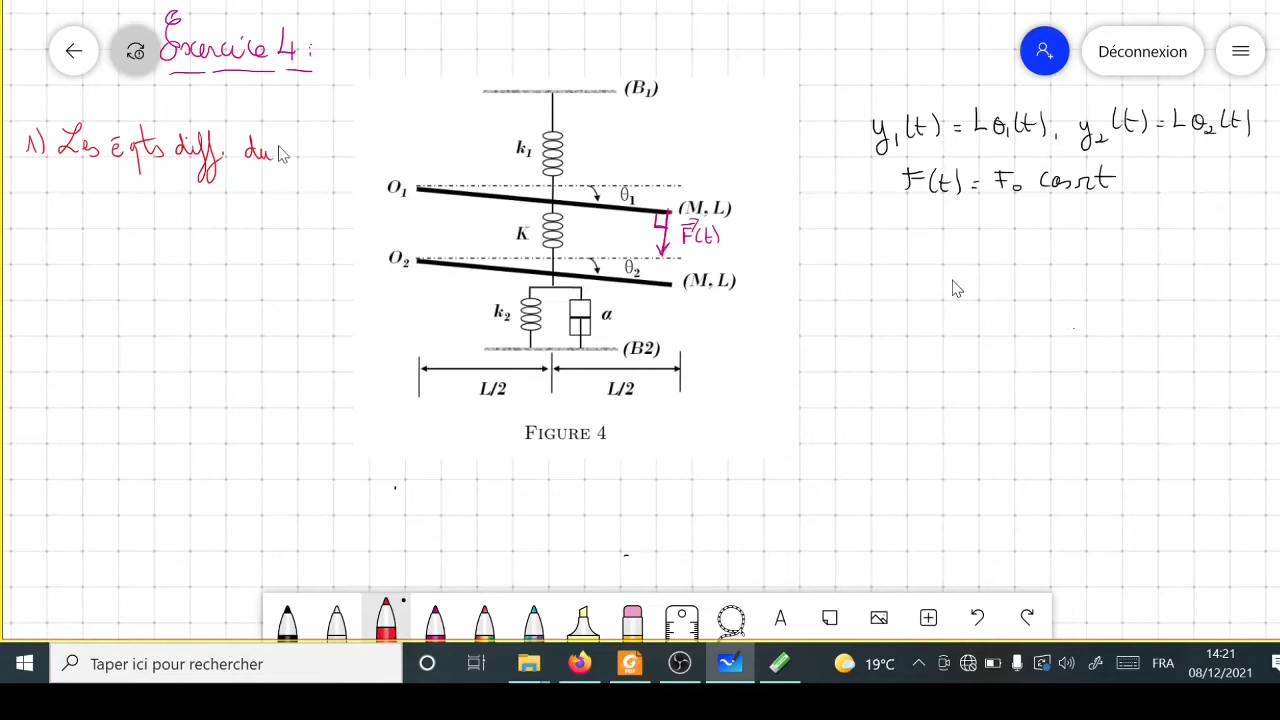 Exercice 4 :
Déconnexion
(B1)
y1(t) = Lθ1(t), y2(t) = Lθ2(t)
1) Les éqts diff. du
k1
F(t) = F0 cosΩt
O1
θ1
(M, L)
K
F(t)
O2
θ2
(M, L)
k2
α
(B2)
L/2
L/2
FIGURE 4
A
Taper ici pour rechercher
19°C
FRA
14:21
08/12/2021